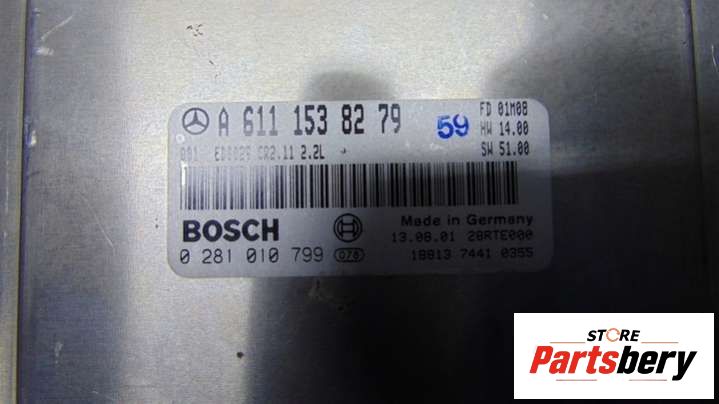 A 611 153 82 79
59
FD 01M08
HW 14.00
SW 51.00
001 ED0029 CR2.11 2.2L
BOSCH
Made in Germany
0 281 010 799 078
13.08.01 28RTE000
18813 7441 0355
STORE
Partsbery